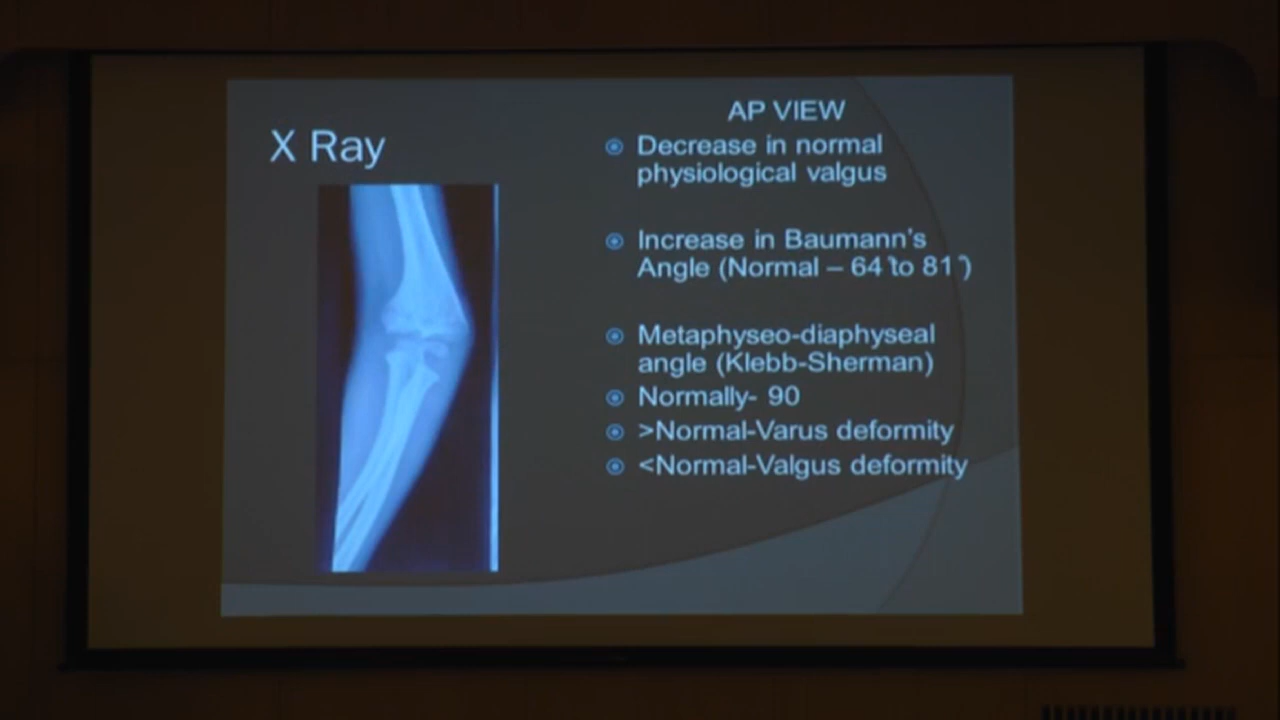 X Ray
AP VIEW
Decrease in normal
physiological valgus
Increase in Baumann's
Angle (Normal – 64° to 81°)
Metaphyseo-diaphyseal
angle (Klebb-Sherman)
Normally- 90
>Normal-Varus deformity
<Normal-Valgus deformity